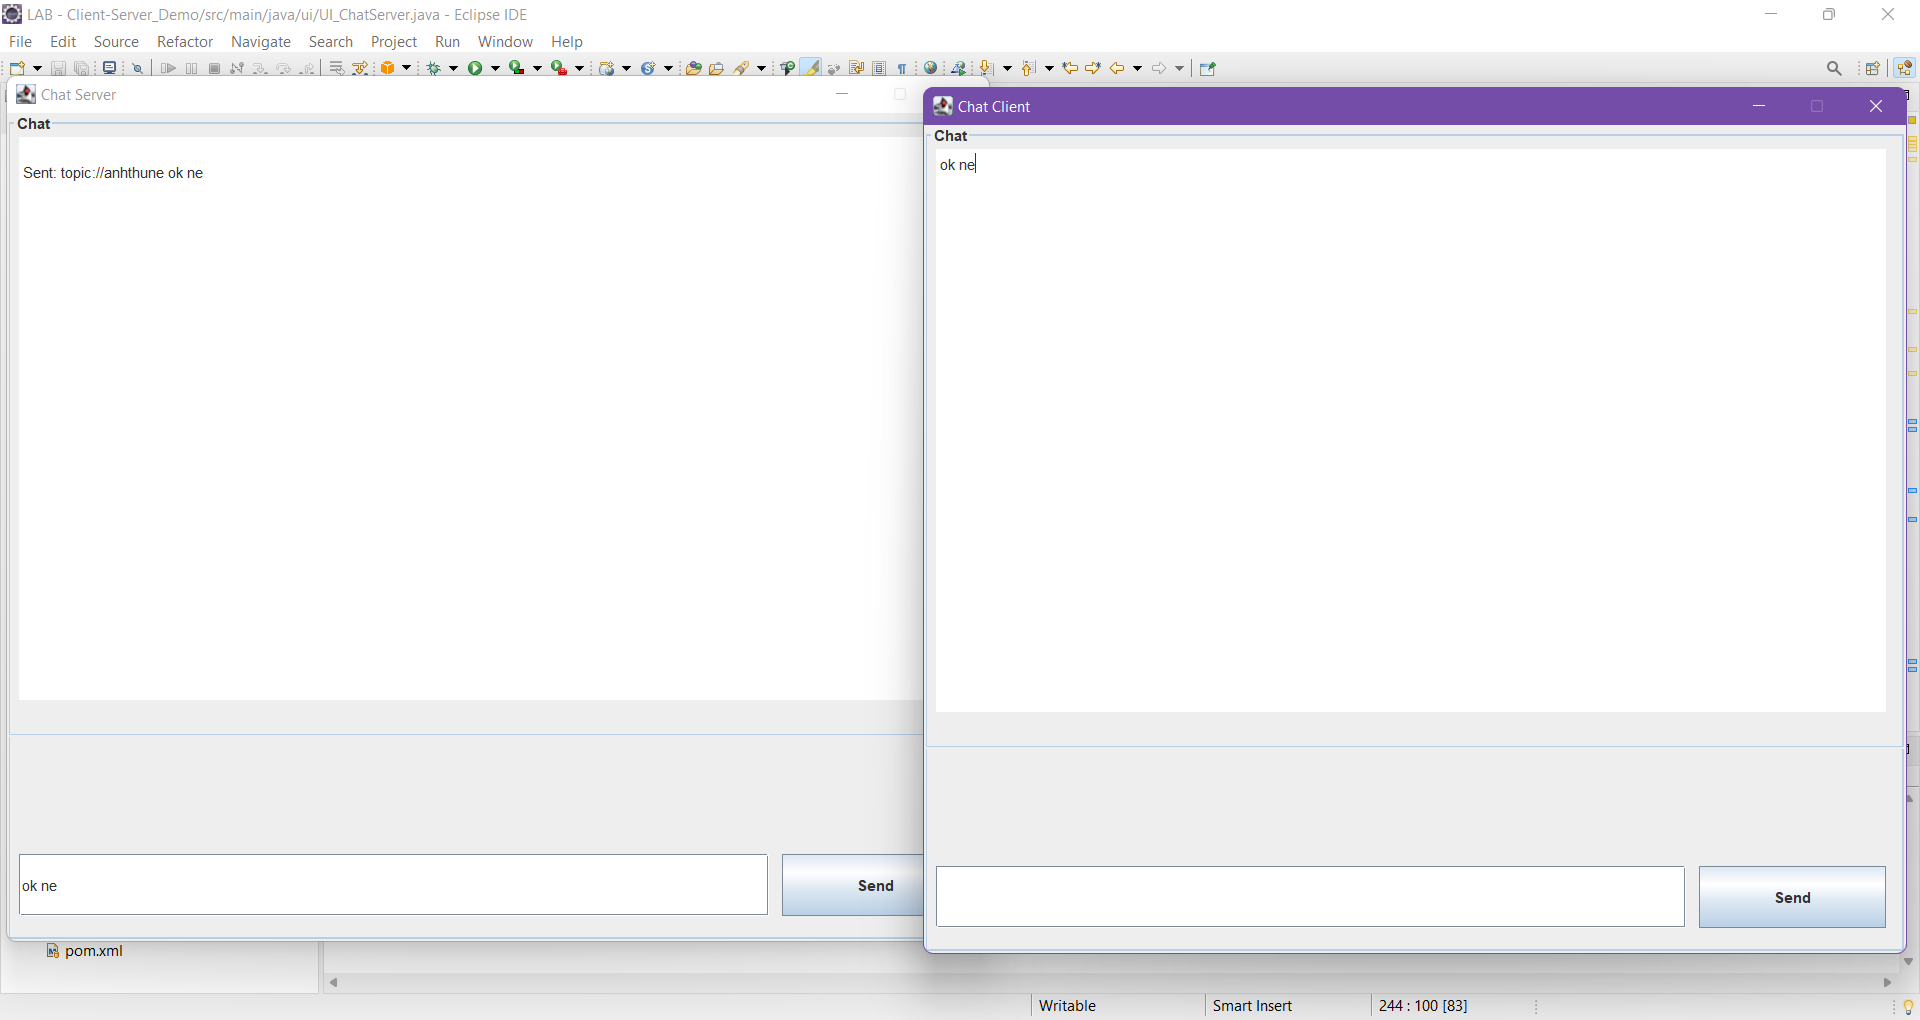 LAB - Client-Server_Demo/src/main/java/ui/UI_ChatServer.java - Eclipse IDE
File Edit Source Refactor Navigate Search Project Run Window Help
Chat Server
Chat
Sent: topic://anhthune ok ne
ok ne
Send
Chat Client
Chat
ok ne
Send
pom.xml
Writable
Smart Insert
244 : 100 [83]